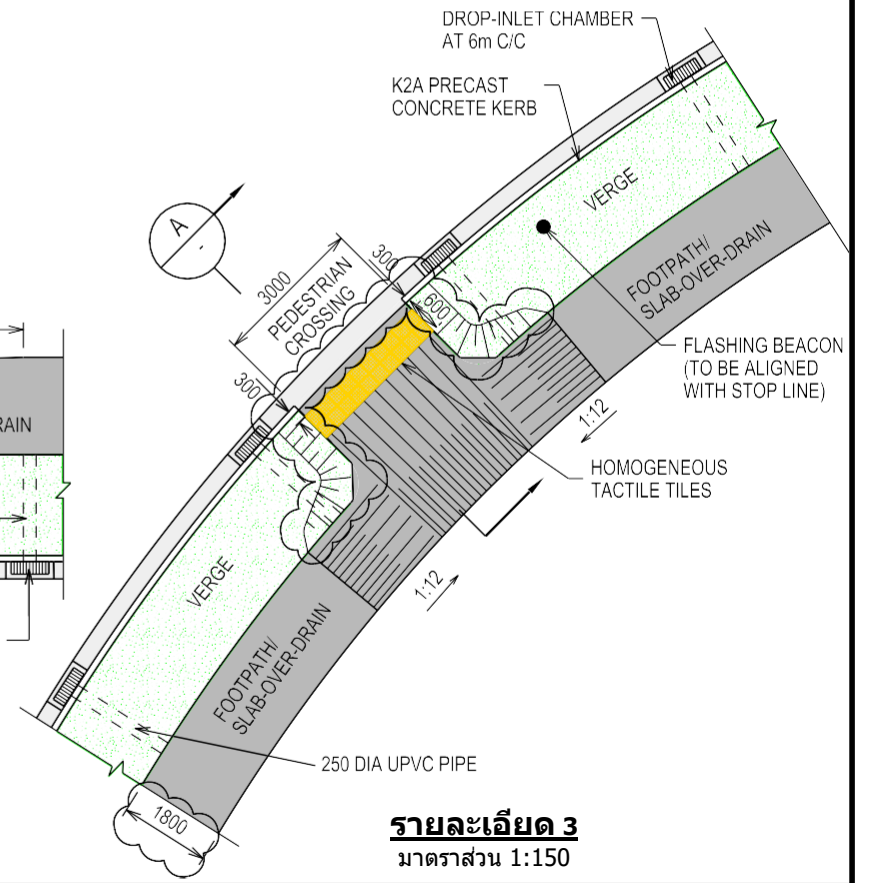 DROP-INLET CHAMBER
AT 6m C/C
K2A PRECAST
CONCRETE KERB
VERGE
A
-
300
3000
PEDESTRIAN
CROSSING
600
FOOTPATH/
SLAB-OVER-DRAIN
FLASHING BEACON
(TO BE ALIGNED
WITH STOP LINE)
300
1:12
RAIN
HOMOGENEOUS
TACTILE TILES
VERGE
1:12
FOOTPATH/
SLAB-OVER-DRAIN
250 DIA UPVC PIPE
1800
รายละเอียด 3
มาตราส่วน 1:150